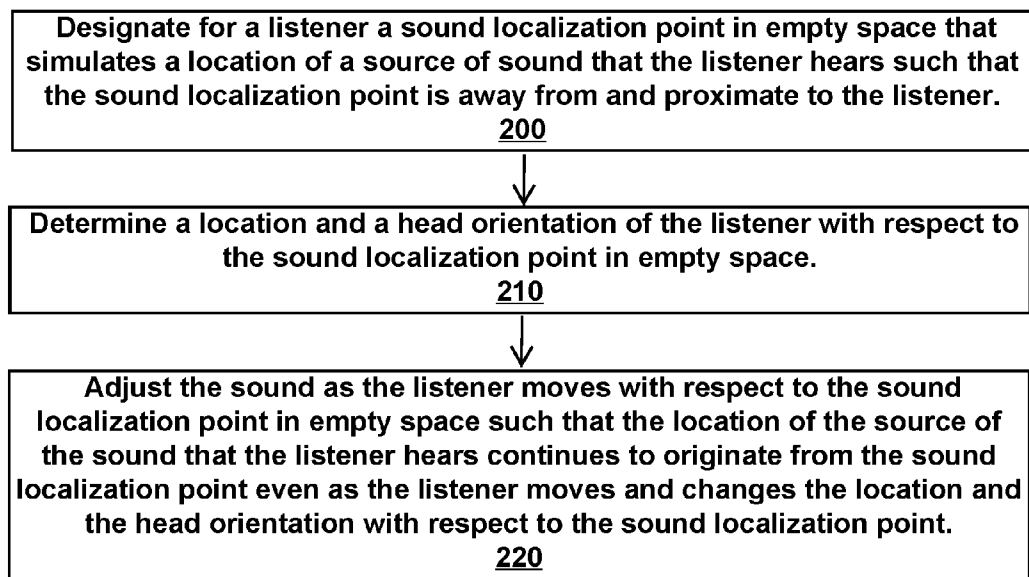 Designate for a listener a sound localization point in empty space that
simulates a location of a source of sound that the listener hears such that
the sound localization point is away from and proximate to the listener.
200
Determine a location and a head orientation of the listener with respect to
the sound localization point in empty space.
210
Adjust the sound as the listener moves with respect to the sound
localization point in empty space such that the location of the source of
the sound that the listener hears continues to originate from the sound
localization point even as the listener moves and changes the location and
the head orientation with respect to the sound localization point.
220